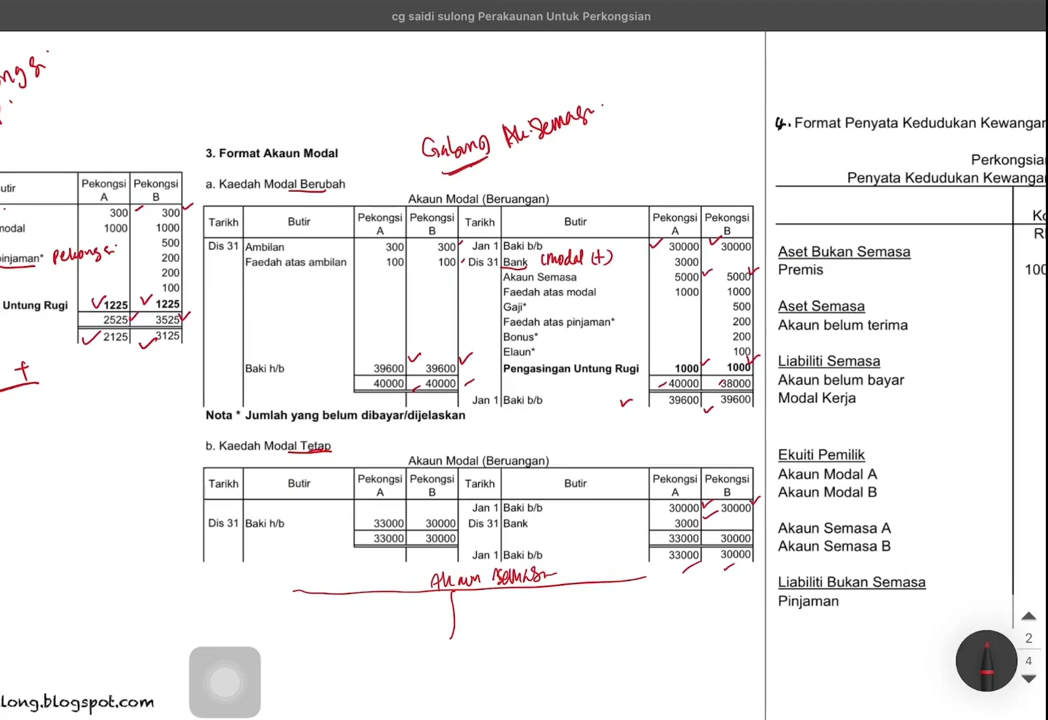 cg saidi sulong Perakaunan Untuk Perkongsian
Butir Pekongsi A Pekongsi B
300 300
modal 1000 1000
500
pinjaman* pekongsi 200
200
100
Untung Rugi 1225 1225
2525 3525
2125 3125
+
3. Format Akaun Modal
Galang Ak. Semasa
a. Kaedah Modal Berubah
Akaun Modal (Beruangan)
Tarikh Butir Pekongsi A Pekongsi B Tarikh Butir Pekongsi A Pekongsi B
Dis 31 Ambilan 300 300 Jan 1 Baki b/b 30000 30000
Faedah atas ambilan 100 100 Dis 31 Bank (modal (+) 3000
Akaun Semasa 5000 5000
Faedah atas modal 1000 1000
Gaji* 500
Faedah atas pinjaman* 200
Bonus* 200
Elaun* 100
Baki h/b 39600 39600 Pengasingan Untung Rugi 1000 1000
40000 40000 40000 38000
Jan 1 Baki b/b 39600 39600
Nota * Jumlah yang belum dibayar/dijelaskan
b. Kaedah Modal Tetap
Akaun Modal (Beruangan)
Tarikh Butir Pekongsi A Pekongsi B Tarikh Butir Pekongsi A Pekongsi B
Jan 1 Baki b/b 30000 30000
Dis 31 Baki h/b 33000 30000 Dis 31 Bank 3000
33000 30000 33000 30000
Jan 1 Baki b/b 33000 30000
Akaun Semasa
4. Format Penyata Kedudukan Kewangan
Perkongsian
Penyata Kedudukan Kewangan
RM
Aset Bukan Semasa
Premis 100
Aset Semasa
Akaun belum terima
Liabiliti Semasa
Akaun belum bayar
Modal Kerja
Ekuiti Pemilik
Akaun Modal A
Akaun Modal B
Akaun Semasa A
Akaun Semasa B
Liabiliti Bukan Semasa
Pinjaman
2
4
long.blogspot.com